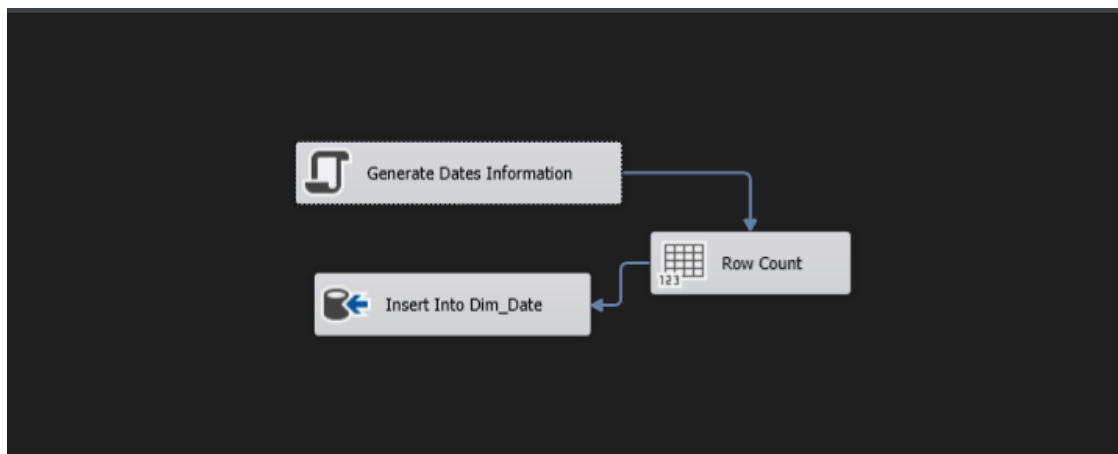 Generate Dates Information
Row Count
123
Insert Into Dim_Date